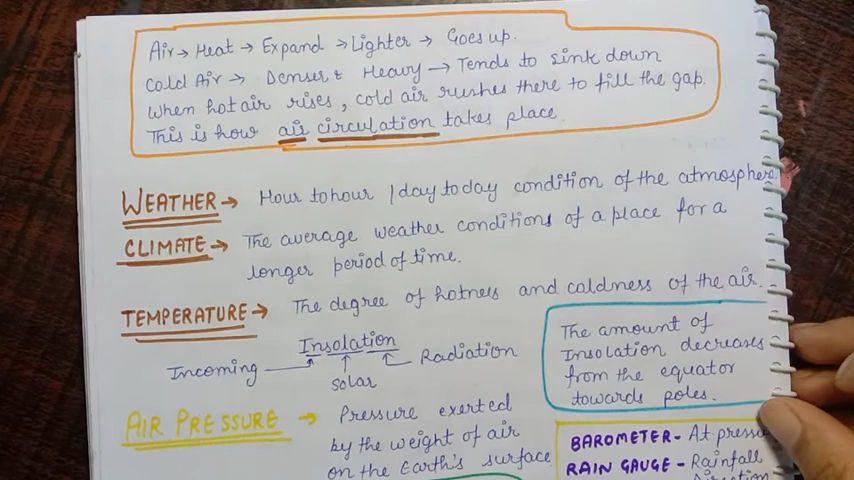 Air → Heat → Expand → Lighter → Goes up.
Cold Air → Denser & Heavy → Tends to sink down
When hot air rises, cold air rushes there to fill the gap.
This is how air circulation takes place.
WEATHER → Hour to hour / day to day condition of the atmosphere
CLIMATE → The average weather conditions of a place for a
longer period of time.
TEMPERATURE → The degree of hotness and coldness of the air.
Insolation
Incoming
Solar
Radiation
The amount of
Insolation decreases
from the equator
towards poles.
AIR PRESSURE → Pressure exerted
by the weight of air
on the Earth's surface
BAROMETER - At
RAIN GAUGE - Rainfall
Direction